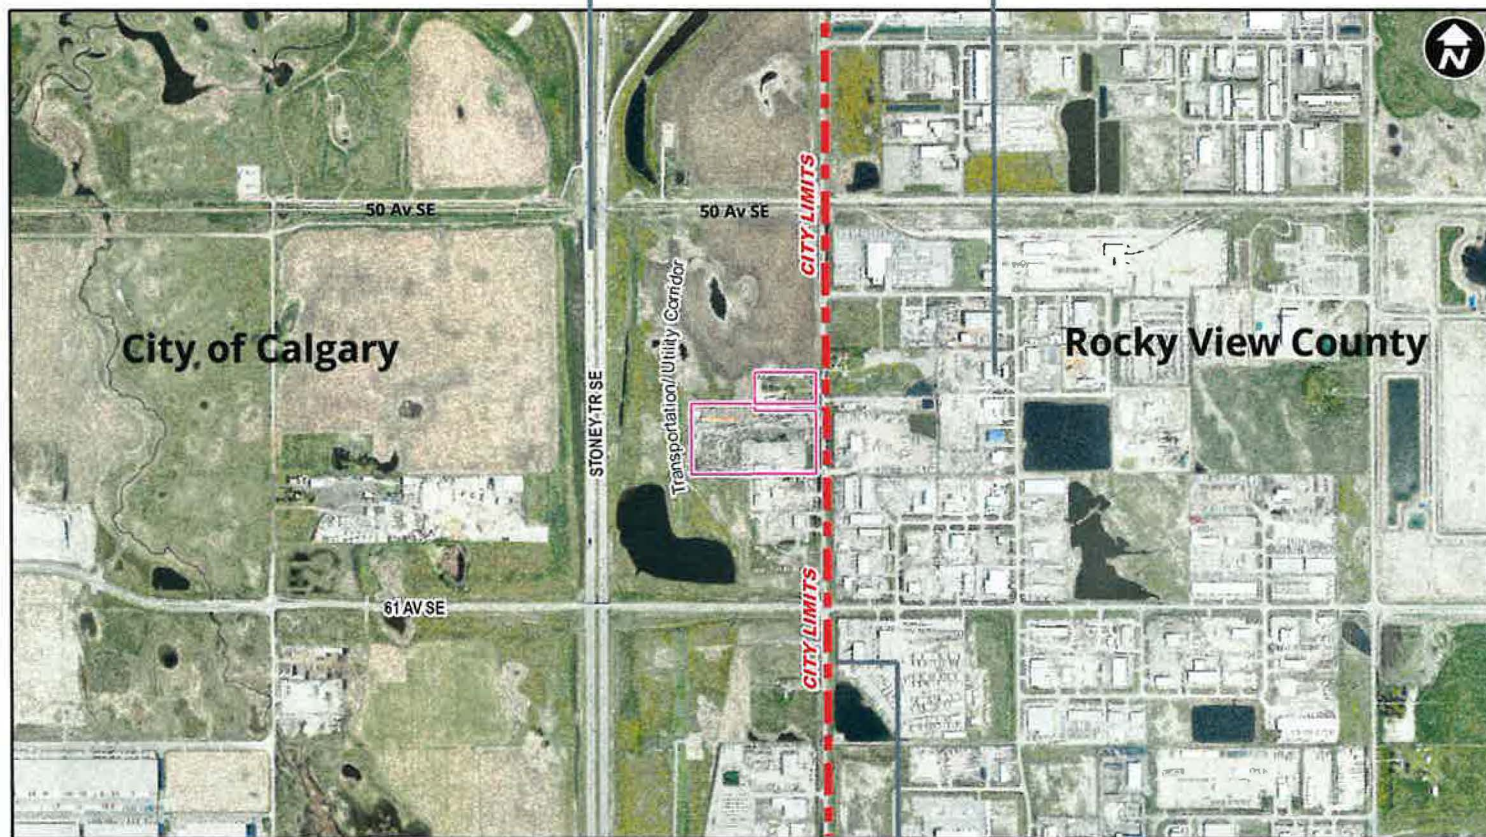 N
50 Av SE
50 Av SE
CITY LIMITS
Transportation/Utility Corridor
City of Calgary
Rocky View County
STONEY TR SE
CITY LIMITS
61 AV SE